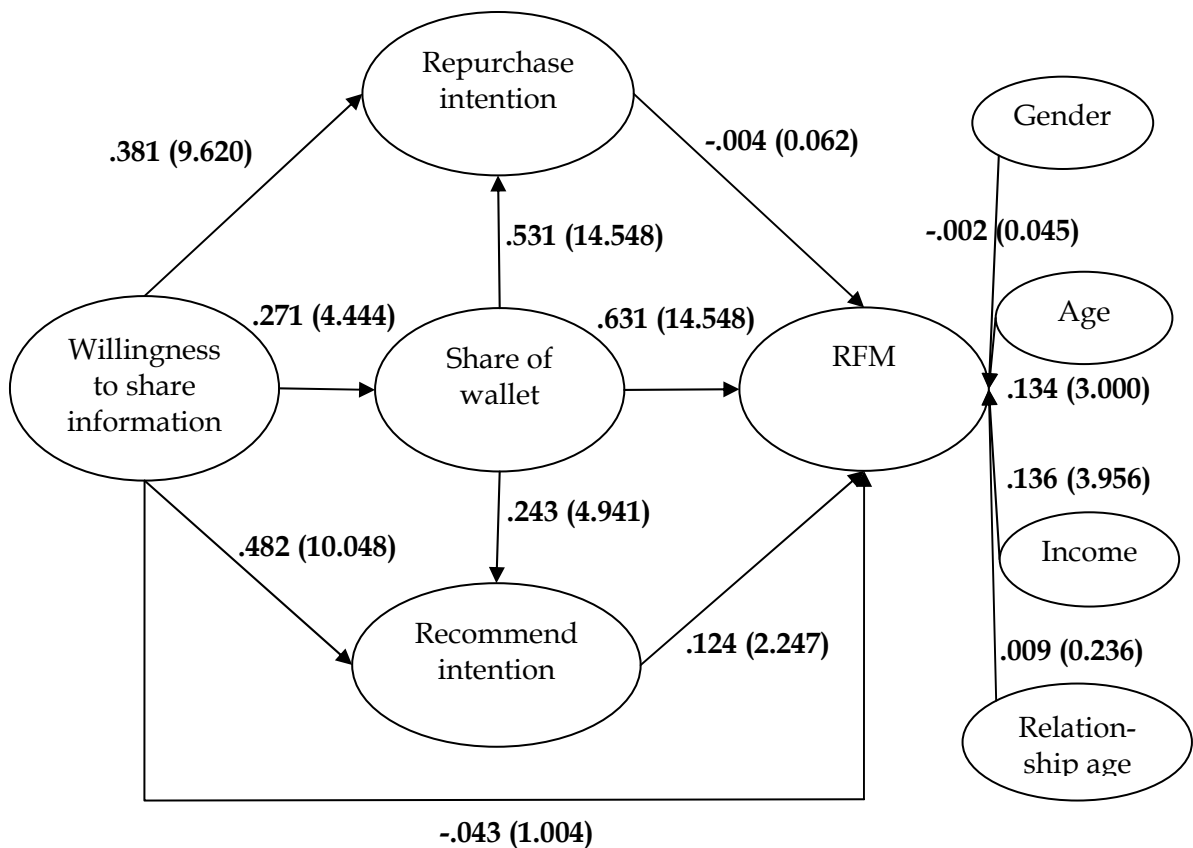 Repurchase
intention
Gender
.381 (9.620)
-.004 (0.062)
.531 (14.548)
-.002 (0.045)
.271 (4.444)
.631 (14.548)
Age
Willingness
to share
information
Share of
wallet
RFM
.134 (3.000)
.136 (3.956)
.243 (4.941)
.482 (10.048)
Income
Recommend
intention
.124 (2.247)
.009 (0.236)
Relation-
ship age
-.043 (1.004)